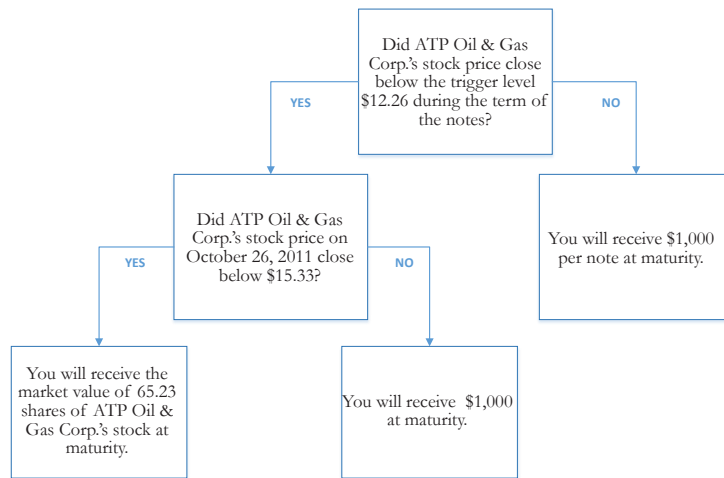 Did ATP Oil & Gas
Corp.'s stock price close
below the trigger level
$12.26 during the term of
the notes?
YES
NO
Did ATP Oil & Gas
Corp.'s stock price on
October 26, 2011 close
below $15.33?
You will receive $1,000
per note at maturity.
YES
NO
You will receive the
market value of 65.23
shares of ATP Oil &
Gas Corp.'s stock at
maturity.
You will receive $1,000
at maturity.